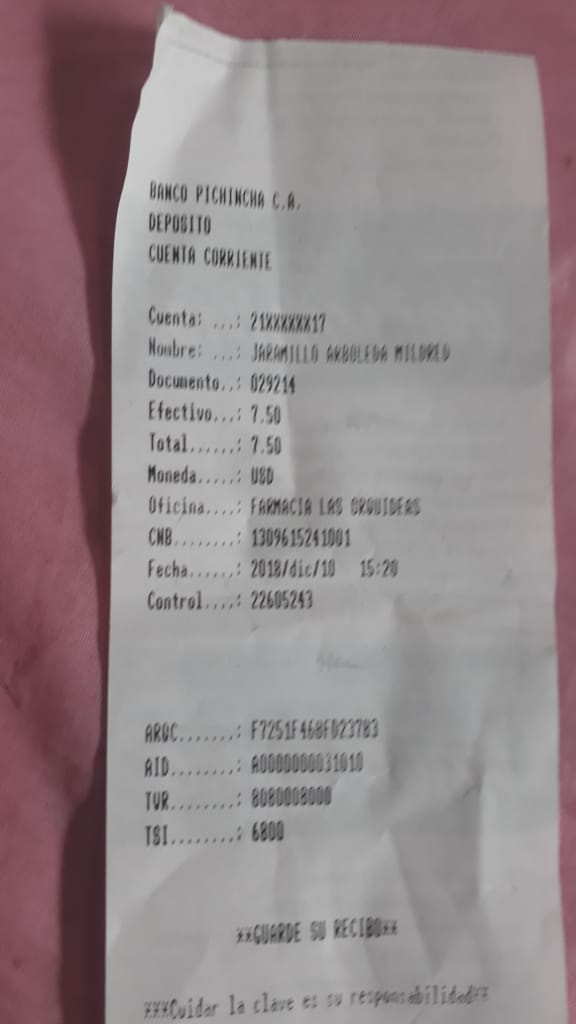 BANCO PICHINCHA C.A.
DEPOSITO
CUENTA CORRIENTE
Cuenta: ...: 21XXXXXX17
Nombre: ...: JARAMILLO ARBOLEDA MILDRED
Documento..: 029214
Efectivo...: 7.50
Total......: 7.50
Moneda.....: USD
Oficina....: FARMACIA LAS ORQUIDEAS
CNB........: 1309615241001
Fecha......: 2018/dic/10 15:20
Control....: 22605243
ARQC.......: F7251F468FD23783
AID........: A0000000031010
TVR........: 8080008000
TSI........: 6800
**GUARDE SU RECIBO**
***Cuidar la clave es su responsabilidad**